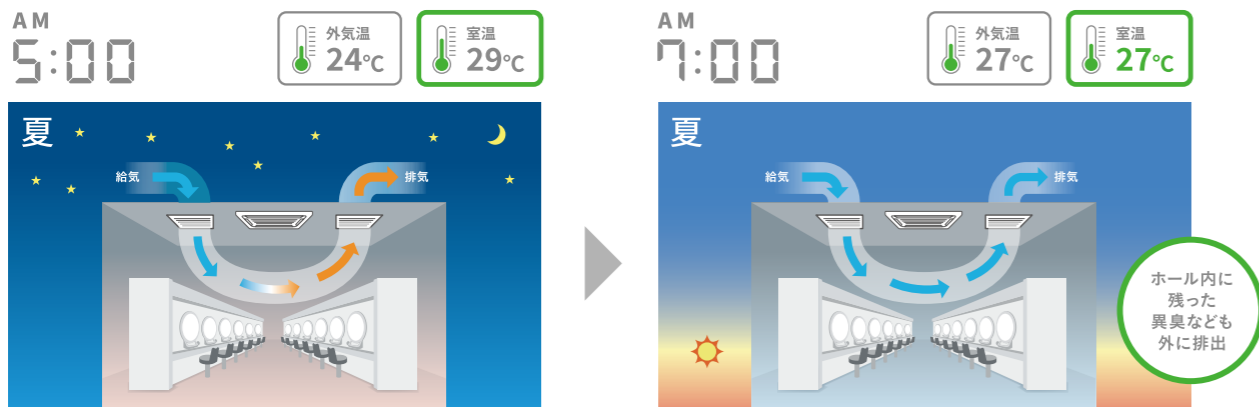 AM
5:00
外気温
24℃
室温
29℃
夏
給気
排気
AM
7:00
外気温
27℃
室温
27℃
夏
給気
排気
ホール内に
残った
異臭なども
外に排出